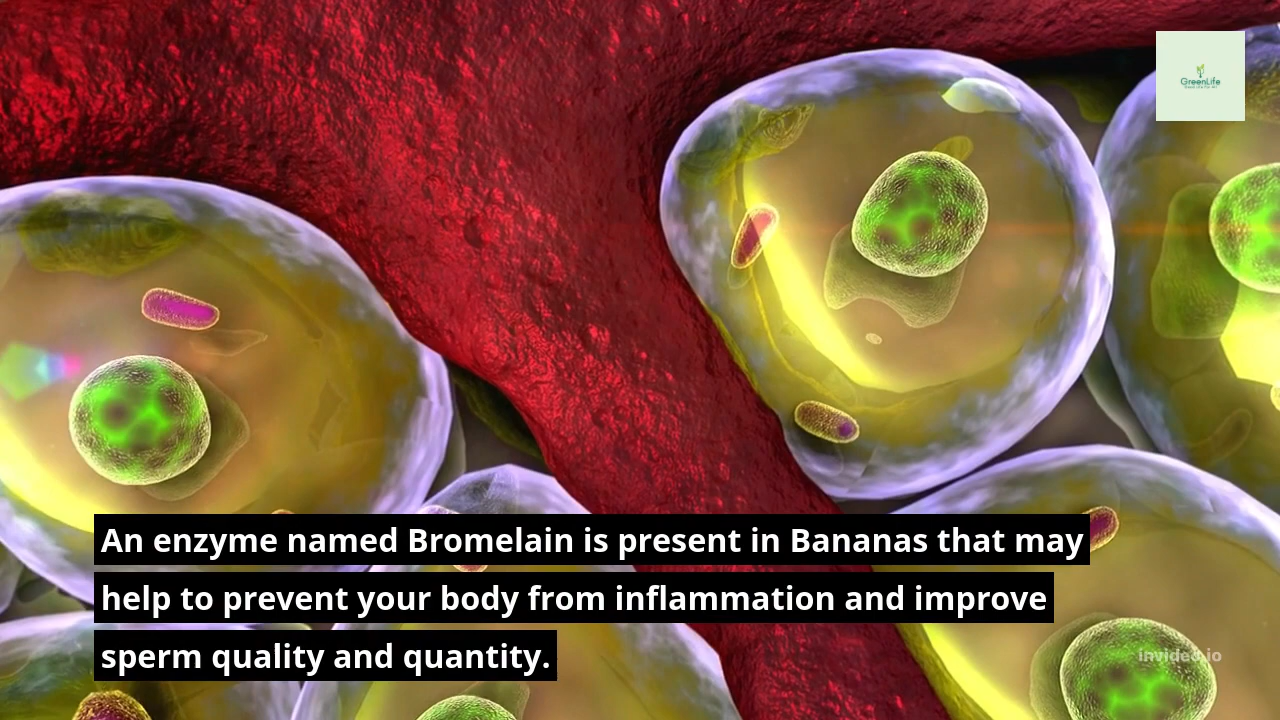 GreenLife
An enzyme named Bromelain is present in Bananas that may
help to prevent your body from inflammation and improve
sperm quality and quantity.
invideo.io